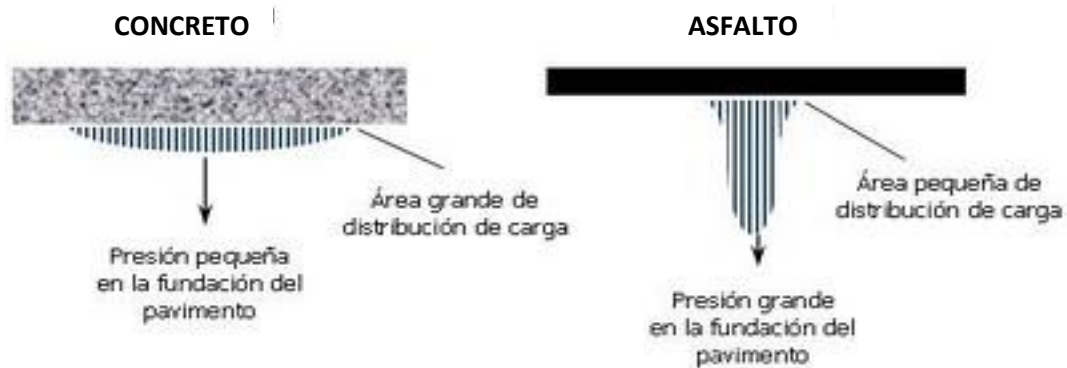 CONCRETO
Área grande de
distribución de carga
Presión pequeña
en la fundación del
pavimento
ASFALTO
Área pequeña de
distribución de carga
Presión grande
en la fundación del
pavimento